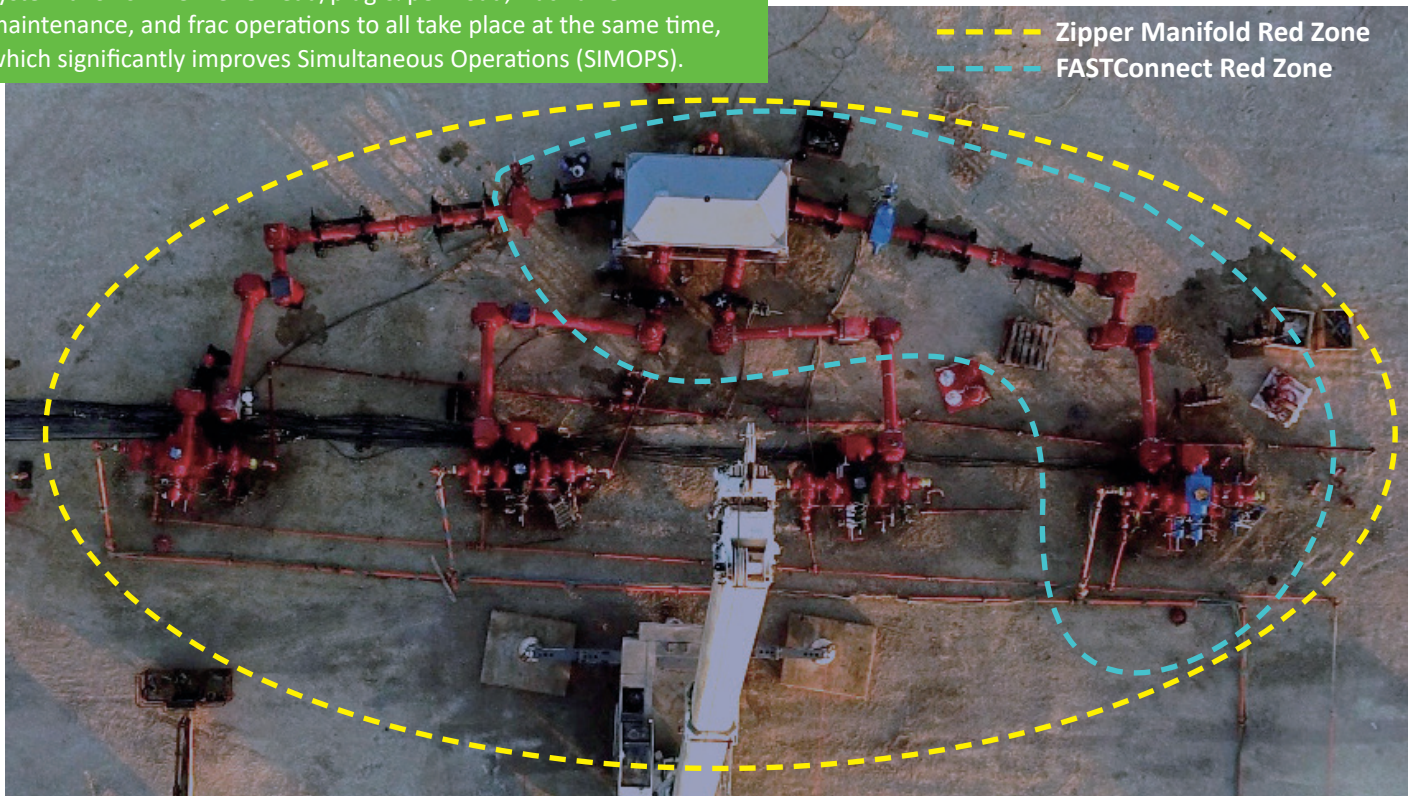 maintenance, and frac operations to all take place at the same time,
which significantly improves Simultaneous Operations (SIMOPS).
Zipper Manifold Red Zone
FASTConnect Red Zone